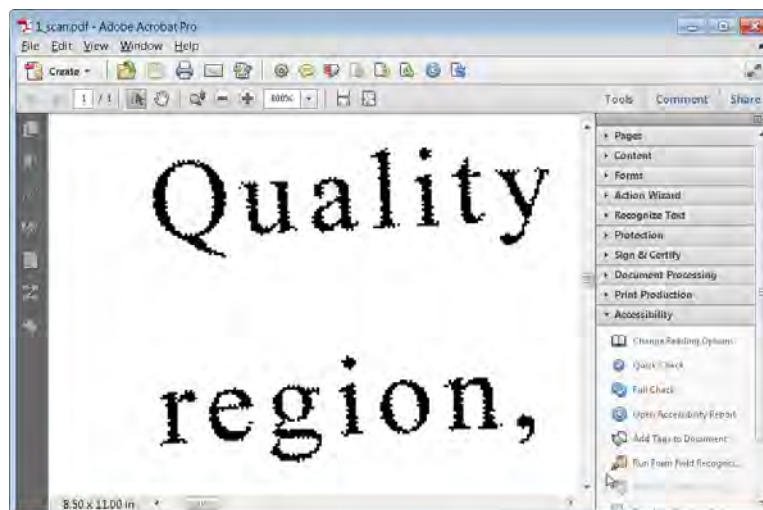 1_scan.pdf - Adobe Acrobat Pro
File Edit View Window Help
Create
1 / 1 800% Tools Comment Share
Quality
region,
Pages
Content
Forms
Action Wizard
Recognize Text
Protection
Sign & Certify
Document Processing
Print Production
Accessibility
Change Reading Options
Quick Check
Full Check
Open Accessibility Report
Add Tags to Document
Run Form Field Recogni...
8.50 x 11.00 in